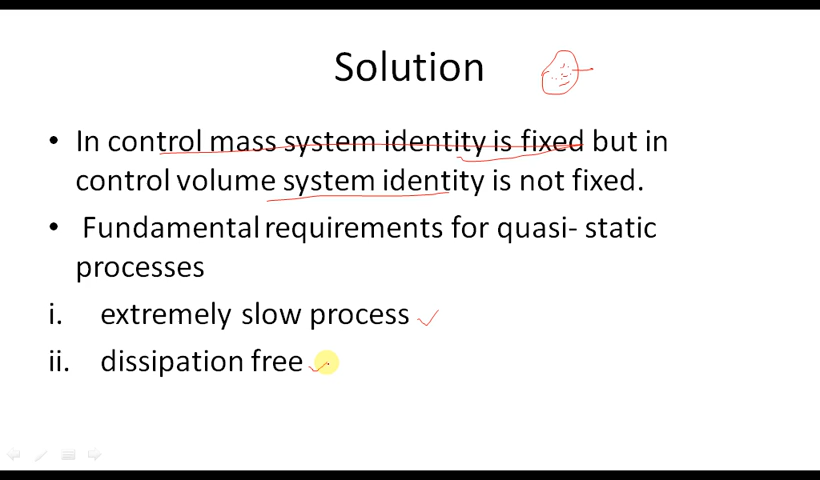 Solution
• In control mass system identity is fixed but in
control volume system identity is not fixed.
• Fundamental requirements for quasi- static
processes
i. extremely slow process
ii. dissipation free